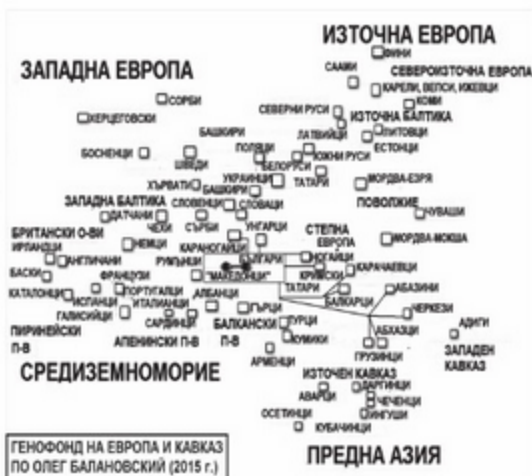 ИЗТОЧНА ЕВРОПА
ФИНИ
ЗАПАДНА ЕВРОПА
СААМИ
СЕВЕРОИЗТОЧНА ЕВРОПА
КАРЕЛИ, ВЕПСИ, ИЖЕВЦИ
СОРБИ
КОМИ
ХЕРЦЕГОВСКИ
СЕВЕРНИ РУСИ
ИЗТОЧНА БАЛТИКА
БАШКИРИ
ЛАТВИЙЦИ
ЛИТОВЦИ
ЕСТОНЦИ
БОСНЕНЦИ
ШВЕДИ
ПОЛЯЦИ
ЮЖНИ РУСИ
БЕЛОРУСИ
ТАТАРИ
ХЪРВАТИ
УКРАИНЦИ
БАШКИРИ
МОРДВА-ЕЗРЯ
ЗАПАДНА БАЛТИКА
СЛОВЕНЦИ
СЛОВАЦИ
ПОВОЛЖИЕ
ДАТЧАНИ
ЧУВАШИ
ЧЕХИ
СЪРБИ
УНГАРЦИ
СТЕПНА
ЕВРОПА
БРИТАНСКИ О-ВИ
НЕМЦИ
КАРАНОГАЙЦИ
МОРДВА-МОКША
ИРЛАНДЦИ
АНГЛИЧАНИ
РУМЪНЦИ
БЪЛГАРИ
НОГАЙЦИ
БАСКИ
ФРАНЦУЗИ
"МАКЕДОНЦИ"
КРИМСКИ
ТАТАРИ
КАРАЧАЕВЦИ
КАТАЛОНЦИ
ИСПАНЦИ
ПОРТУГАЛЦИ
АЛБАНЦИ
БАЛКАРЦИ
АБАЗИНИ
ИТАЛИАНЦИ
ГАЛИСИЙЦИ
САРДИНЦИ
ГЪРЦИ
ЧЕРКЕЗИ
ПИРИНЕЙСКИ
П-В
АПЕНИНСКИ П-В
БАЛКАНСКИ
П-В
ТУРЦИ
КУМИКИ
АБХАЗЦИ
АДИГИ
АРМЕНЦИ
ГРУЗИНЦИ
ЗАПАДЕН
КАВКАЗ
СРЕДИЗЕМНОМОРИЕ
ИЗТОЧЕН КАВКАЗ
АВАРЦИ
ДАРГИНЦИ
ЧЕЧЕНЦИ
ИНГУШИ
ОСЕТИНЦИ
КУБАЧИНЦИ
ПРЕДНА АЗИЯ
ГЕНОФОНД НА ЕВРОПА И КАВКАЗ
ПО ОЛЕГ БАЛАНОВСКИЙ (2015 г.)